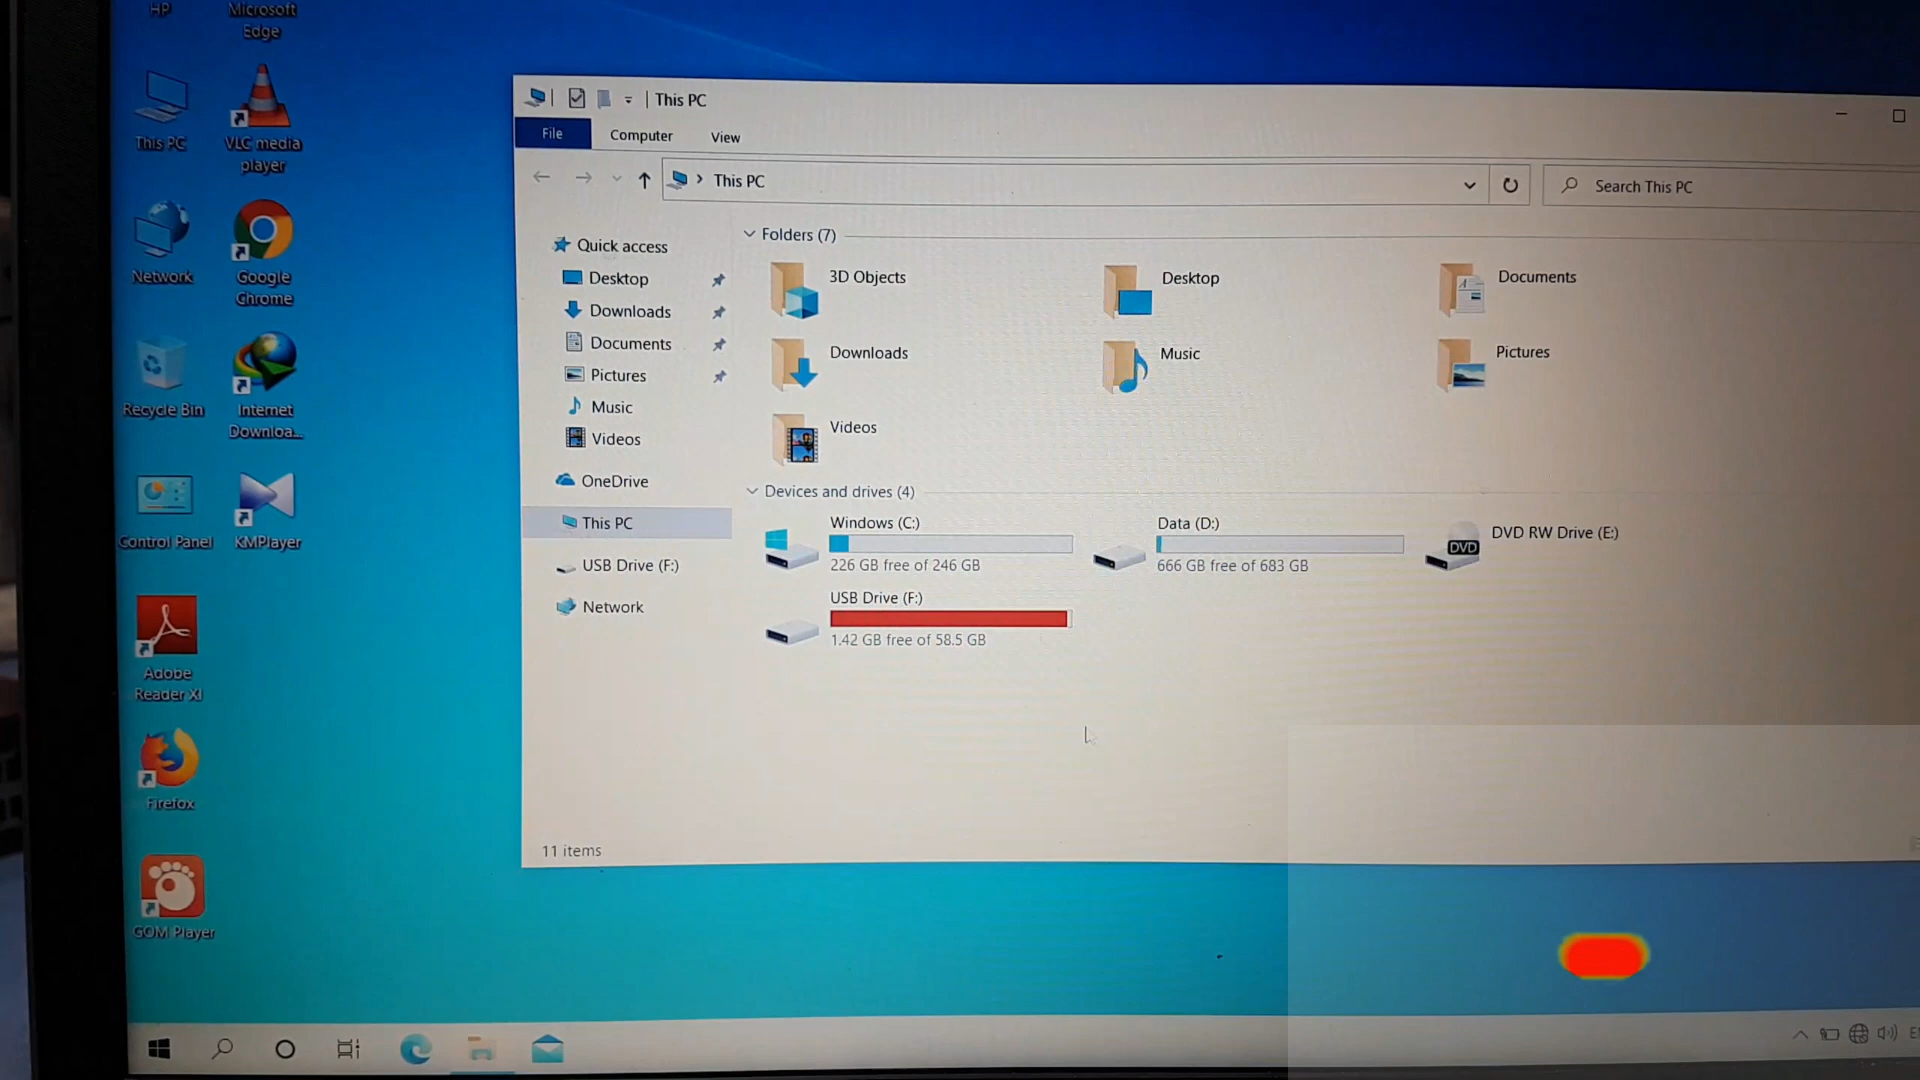 HP
Microsoft
Edge
This PC
VLC media
player
Network
Google
Chrome
Recycle Bin
Internet
Downloa...
Control Panel
KMPlayer
Adobe
Reader XI
Firefox
GOM Player
This PC
File
Computer
View
This PC
Search This PC
Quick access
Desktop
Downloads
Documents
Pictures
Music
Videos
OneDrive
This PC
USB Drive (F:)
Network
Folders (7)
3D Objects
Desktop
Documents
Downloads
Music
Pictures
Videos
Devices and drives (4)
Windows (C:)
226 GB free of 246 GB
Data (D:)
666 GB free of 683 GB
DVD
DVD RW Drive (E:)
USB Drive (F:)
1.42 GB free of 58.5 GB
11 items